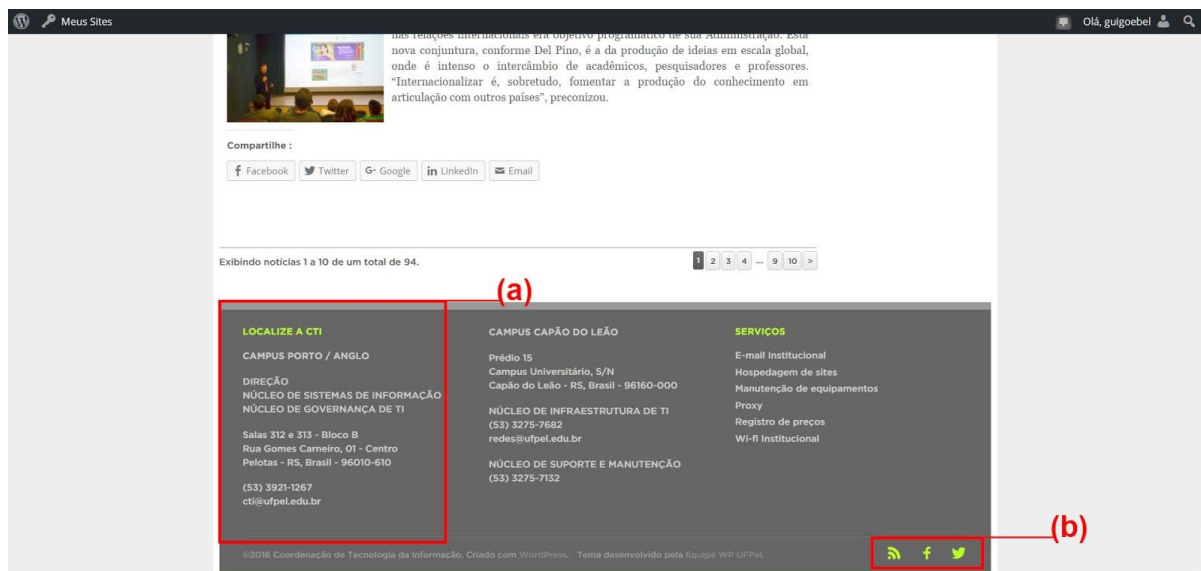 Meus Sites
Olá, guigoebel
nas relações internacionais era objetivo programático de sua Administração. Esta
nova conjuntura, conforme Del Pino, é a da produção de ideias em escala global,
onde é intenso o intercâmbio de acadêmicos, pesquisadores e professores.
“Internacionalizar é, sobretudo, fomentar a produção do conhecimento em
articulação com outros países”, preconizou.
Compartilhe :
Facebook Twitter Google LinkedIn Email
Exibindo notícias 1 a 10 de um total de 94.
1 2 3 4 ... 9 10 >
(a)
LOCALIZE A CTI
CAMPUS PORTO / ANGLO
DIREÇÃO
NÚCLEO DE SISTEMAS DE INFORMAÇÃO
NÚCLEO DE GOVERNANÇA DE TI
Salas 312 e 313 - Bloco B
Rua Gomes Carneiro, 01 - Centro
Pelotas - RS, Brasil - 96010-610
(53) 3921-1267
cti@ufpel.edu.br
CAMPUS CAPÃO DO LEÃO
Prédio 15
Campus Universitário, S/N
Capão do Leão - RS, Brasil - 96160-000
NÚCLEO DE INFRAESTRUTURA DE TI
(53) 3275-7682
redes@ufpel.edu.br
NÚCLEO DE SUPORTE E MANUTENÇÃO
(53) 3275-7132
SERVIÇOS
E-mail Institucional
Hospedagem de sites
Manutenção de equipamentos
Proxy
Registro de preços
Wi-fi Institucional
(b)
©2016 Coordenação de Tecnologia da Informação. Criado com WordPress. Tema desenvolvido pela Equipe WP UFPel.